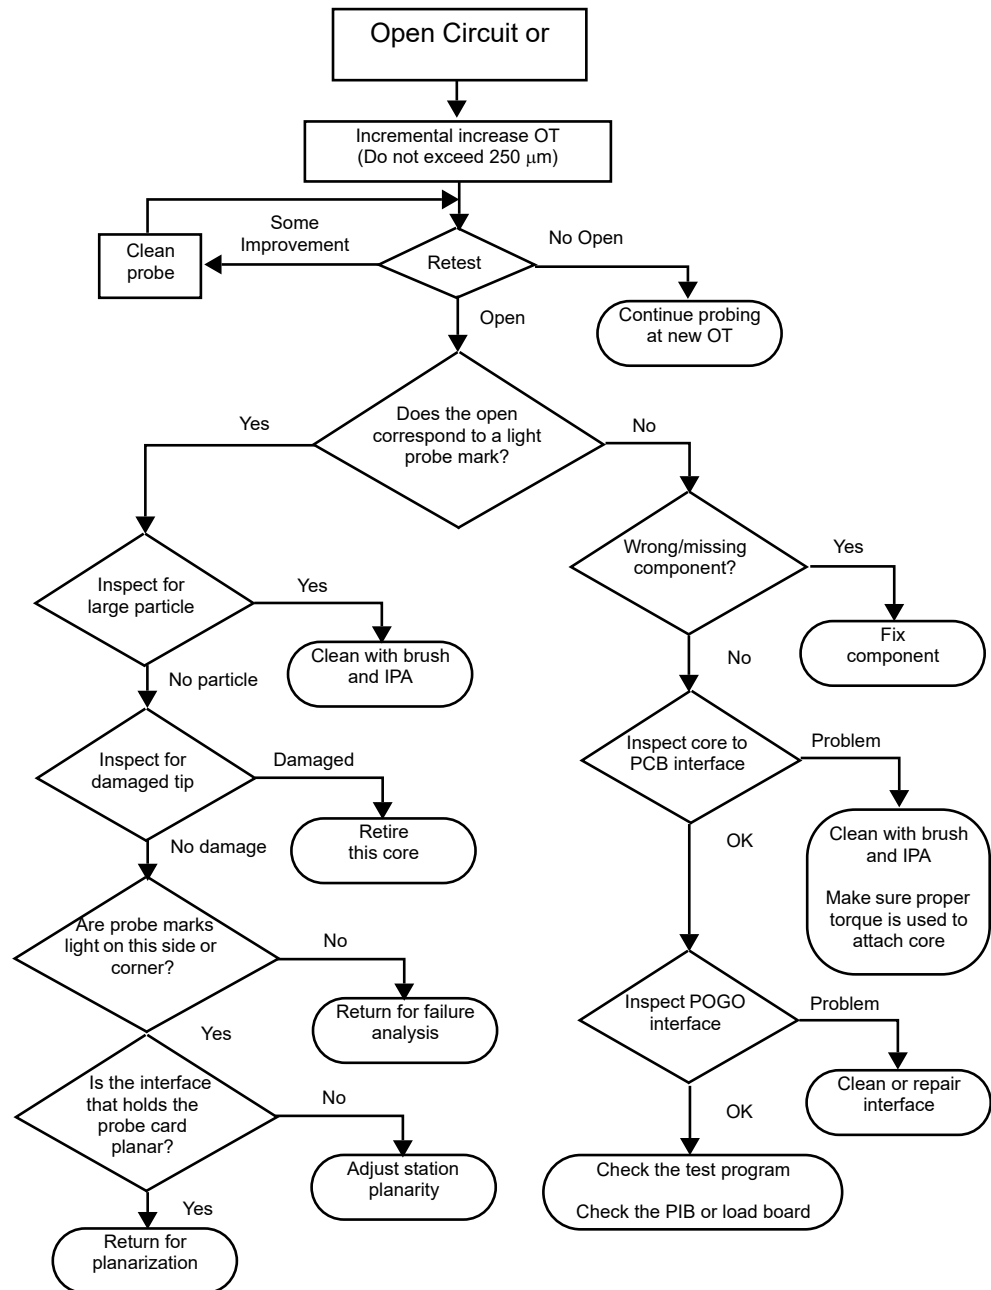 Open Circuit or
Incremental increase OT
(Do not exceed 250 μm)
Some
Improvement
No Open
Clean
probe
Retest
Continue probing
at new OT
Open
Does the open
correspond to a light
probe mark?
Yes
No
Wrong/missing
component?
Yes
Inspect for
large particle
Yes
Fix
component
Clean with brush
and IPA
No
No particle
Inspect core to
PCB interface
Problem
Inspect for
damaged tip
Damaged
Retire
this core
OK
Clean with brush
and IPA
Make sure proper
torque is used to
attach core
No damage
Are probe marks
light on this side or
corner?
No
Inspect POGO
interface
Problem
Return for failure
analysis
Yes
Clean or repair
interface
Is the interface
that holds the
probe card
planar?
No
OK
Adjust station
planarity
Check the test program
Check the PIB or load board
Yes
Return for
planarization